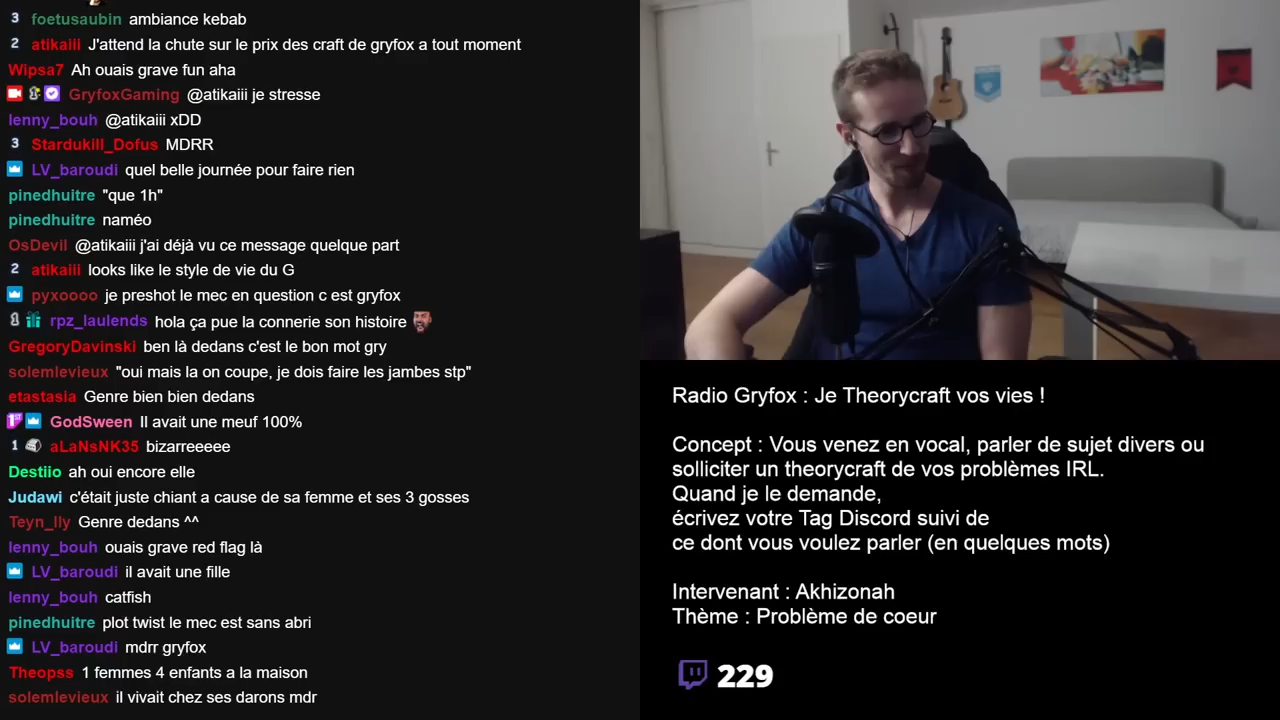 3 foetusaubin ambiance kebab
2 atikaiii J'attend la chute sur le prix des craft de gryfox a tout moment
Wipsa7 Ah ouais grave fun aha
GryfoxGaming @atikaiii je stresse
lenny_bouh @atikaiii xDD
3 Stardukill_Dofus MDRR
LV_baroudi quel belle journée pour faire rien
pinedhuitre "que 1h"
pinedhuitre naméo
OsDevil @atikaiii j'ai déjà vu ce message quelque part
2 atikaiii looks like le style de vie du G
pyxoooo je preshot le mec en question c est gryfox
rpz_laulends hola ça pue la connerie son histoire
GregoryDavinski ben là dedans c'est le bon mot gry
solemlevieux "oui mais la on coupe, je dois faire les jambes stp"
etastasia Genre bien bien dedans
1ST GodSween Il avait une meuf 100%
1 aLaNsNK35 bizarreeeee
Destiio ah oui encore elle
Judawi c'était juste chiant a cause de sa femme et ses 3 gosses
Teyn_lly Genre dedans ^^
lenny_bouh ouais grave red flag là
LV_baroudi il avait une fille
lenny_bouh catfish
pinedhuitre plot twist le mec est sans abri
LV_baroudi mdrr gryfox
Theopss 1 femmes 4 enfants a la maison
solemlevieux il vivait chez ses darons mdr
Radio Gryfox : Je Theorycraft vos vies !
Concept : Vous venez en vocal, parler de sujet divers ou
solliciter un theorycraft de vos problèmes IRL.
Quand je le demande,
écrivez votre Tag Discord suivi de
ce dont vous voulez parler (en quelques mots)
Intervenant : Akhizonah
Thème : Problème de coeur
229